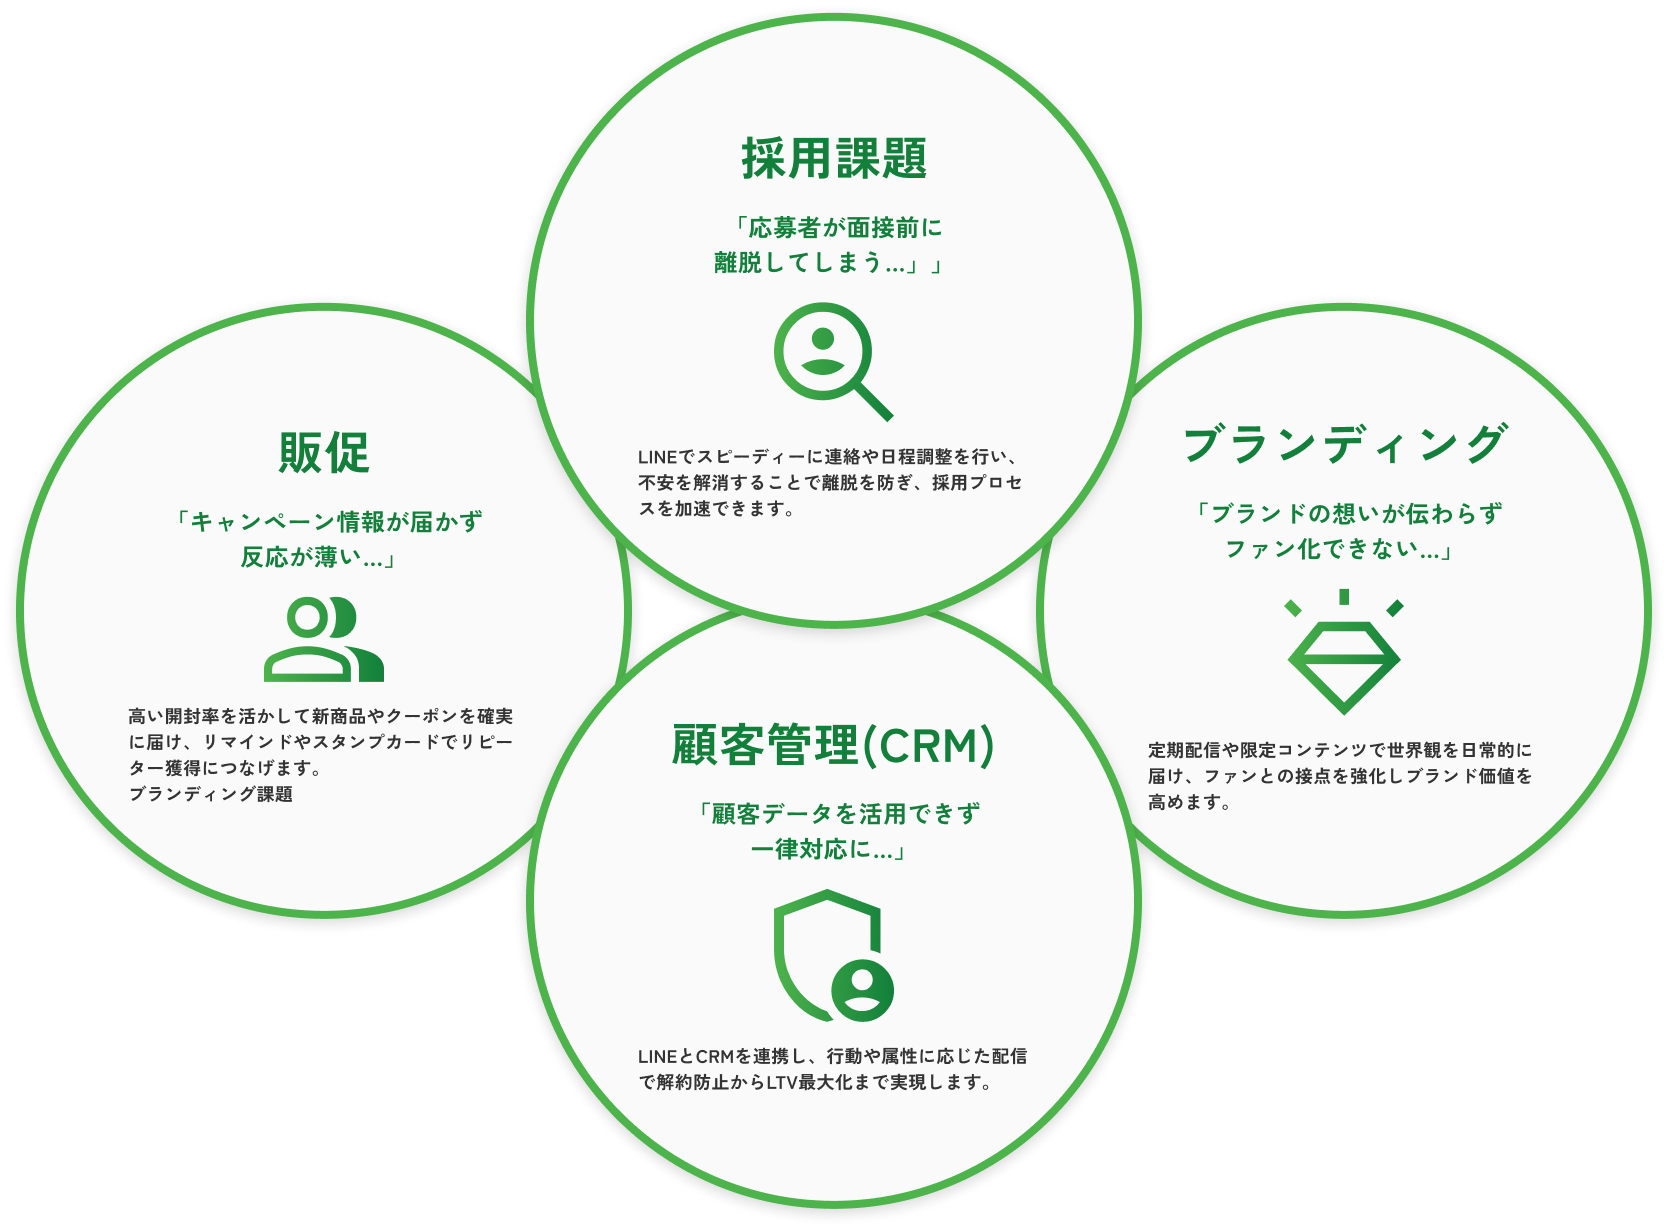 採用課題
「応募者が面接前に
離脱してしまう...」」
LINEでスピーディーに連絡や日程調整を行い、
不安を解消することで離脱を防ぎ、採用プロセ
スを加速できます。
販促
「キャンペーン情報が届かず
反応が薄い...」
高い開封率を活かして新商品やクーポンを確実
に届け、リマインドやスタンプカードでリピー
ター獲得につなげます。
ブランディング課題
ブランディング
「ブランドの想いが伝わらず
ファン化できない...」
定期配信や限定コンテンツで世界観を日常的に
届け、ファンとの接点を強化しブランド価値を
高めます。
顧客管理(CRM)
「顧客データを活用できず
一律対応に...」
LINEとCRMを連携し、行動や属性に応じた配信
で解約防止からLTV最大化まで実現します。